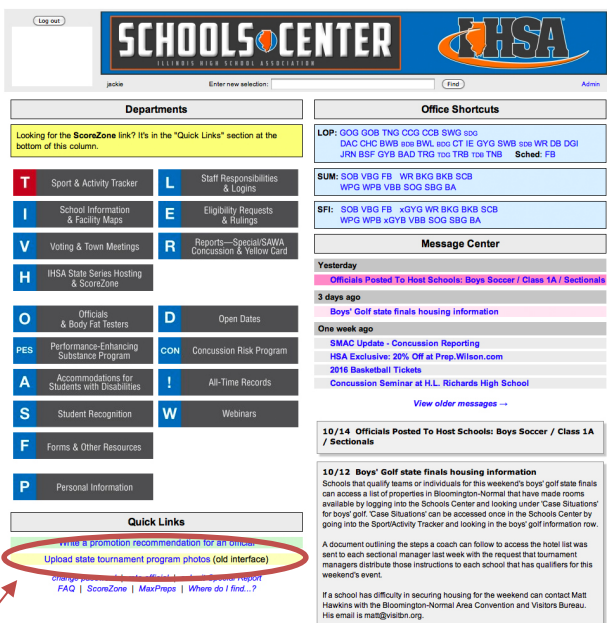 Log out
SCHOOLS CENTER
ILLINOIS HIGH SCHOOL ASSOCIATION
IHSA
jackie
Enter new selection:
Find
Admin
Departments
Looking for the ScoreZone link? It's in the "Quick Links" section at the
bottom of this column.
T Sport & Activity Tracker
L Staff Responsibilities
& Logins
I School Information
& Facility Maps
E Eligibility Requests
& Rulings
V Voting & Town Meetings
R Reports—Special/SAWA
Concussion & Yellow Card
H IHSA State Series Hosting
& ScoreZone
O Officials
& Body Fat Testers
D Open Dates
PES Performance-Enhancing
Substance Program
CON Concussion Risk Program
A Accommodations for
Students with Disabilities
! All-Time Records
S Student Recognition
W Webinars
F Forms & Other Resources
P Personal Information
Quick Links
Write a promotion recommendation for an official
Upload state tournament program photos (old interface)
Special Report
FAQ | ScoreZone | MaxPreps | Where do I find...?
Office Shortcuts
LOP: GOG GOB TNG CCG CCB SWG SDG
DAC CHC BWB BDB BWL BDG CT IE GYG SWB SDB WR DB DGI
JRN BSF GYB BAD TRG TDG TRB TDB TNB Sched: FB
SUM: SOB VBG FB WR BKG BKB SCB
WPG WPB VBB SOG SBG BA
SFI: SOB VBG FB xGYG WR BKG BKB SCB
WPG WPB xGYB VBB SOG SBG BA
Message Center
Yesterday
Officials Posted To Host Schools: Boys Soccer / Class 1A / Sectionals
3 days ago
Boys' Golf state finals housing information
One week ago
SMAC Update - Concussion Reporting
HSA Exclusive: 20% Off at Prep.Wilson.com
2016 Basketball Tickets
Concussion Seminar at H.L. Richards High School
View older messages →
10/14 Officials Posted To Host Schools: Boys Soccer / Class 1A
/ Sectionals
10/12 Boys' Golf state finals housing information
Schools that qualify teams or individuals for this weekend's boys' golf state finals
can access a list of properties in Bloomington-Normal that have made rooms
available by logging into the Schools Center and looking under 'Case Situations'
for boys' golf. 'Case Situations' can be accessed once in the Schools Center by
going into the Sport/Activity Tracker and looking in the boys' golf information row.
A document outlining the steps a coach can follow to access the hotel list was
sent to each sectional manager last week with the request that tournament
managers distribute those instructions to each school that has qualifiers for this
weekend's event.
If a school has difficulty in securing housing for the weekend can contact Matt
Hawkins with the Bloomington-Normal Area Convention and Visitors Bureau.
His email is matt@visitbn.org.